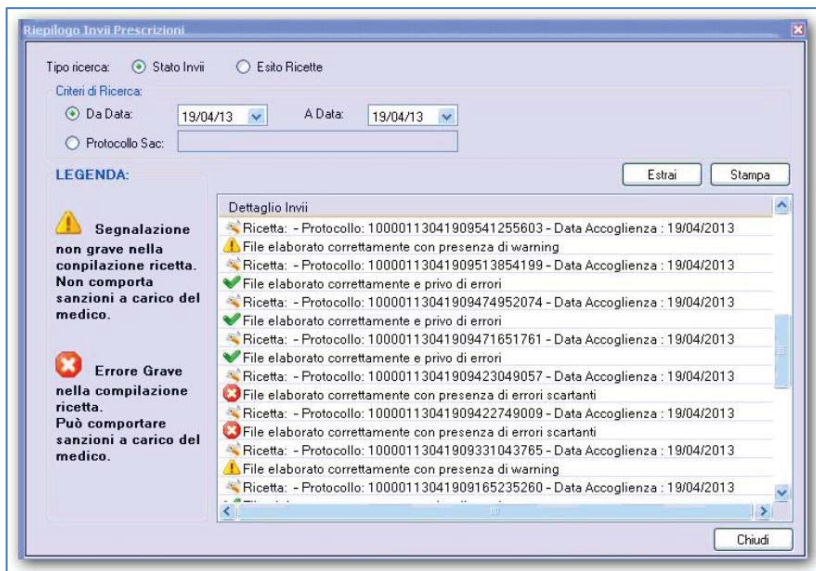 Riepilogo Invii Prescrizioni
Tipo ricerca: Stato Invii Esito Ricette
Criteri di Ricerca:
Da Data: 19/04/13 A Data: 19/04/13
Protocollo Sac:
LEGENDA:
Estrai Stampa
Segnalazione
non grave nella
conpilazione ricetta.
Non comporta
sanzioni a carico del
medico.
Errore Grave
nella compilazione
ricetta.
Può comportare
sanzioni a carico del
medico.
Dettaglio Invii
Ricetta: - Protocollo: 10000113041909541255603 - Data Accoglienza : 19/04/2013
File elaborato correttamente con presenza di warning
Ricetta: - Protocollo: 10000113041909513854199 - Data Accoglienza : 19/04/2013
File elaborato correttamente e privo di errori
Ricetta: - Protocollo: 10000113041909474952074 - Data Accoglienza : 19/04/2013
File elaborato correttamente e privo di errori
Ricetta: - Protocollo: 10000113041909471651761 - Data Accoglienza : 19/04/2013
File elaborato correttamente e privo di errori
Ricetta: - Protocollo: 10000113041909423049057 - Data Accoglienza : 19/04/2013
File elaborato correttamente con presenza di errori scartanti
Ricetta: - Protocollo: 10000113041909422749009 - Data Accoglienza : 19/04/2013
File elaborato correttamente con presenza di errori scartanti
Ricetta: - Protocollo: 10000113041909331043765 - Data Accoglienza : 19/04/2013
File elaborato correttamente con presenza di warning
Ricetta: - Protocollo: 10000113041909165235260 - Data Accoglienza : 19/04/2013
Chiudi